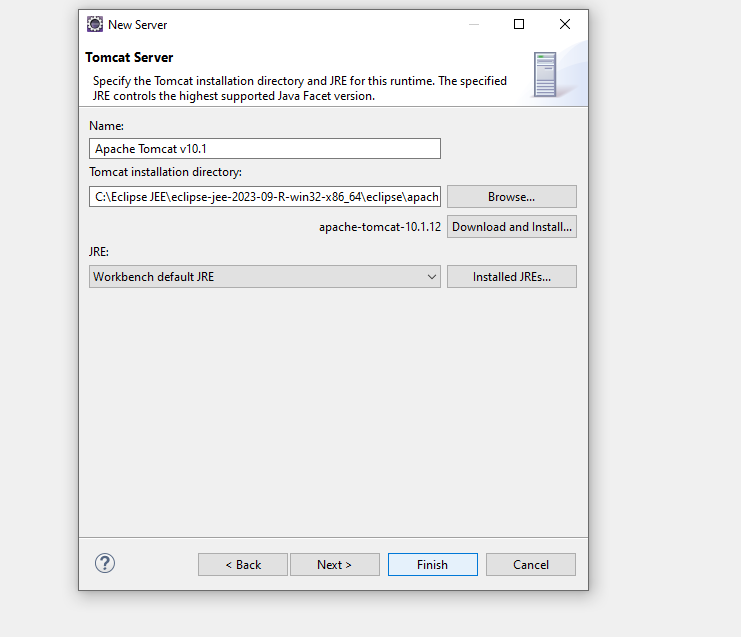 New Server
Tomcat Server
Specify the Tomcat installation directory and JRE for this runtime. The specified
JRE controls the highest supported Java Facet version.
Name:
Apache Tomcat v10.1
Tomcat installation directory:
C:\Eclipse JEE\eclipse-jee-2023-09-R-win32-x86_64\eclipse\apach
Browse...
apache-tomcat-10.1.12
Download and Install...
JRE:
Workbench default JRE
Installed JREs...
?
< Back
Next >
Finish
Cancel